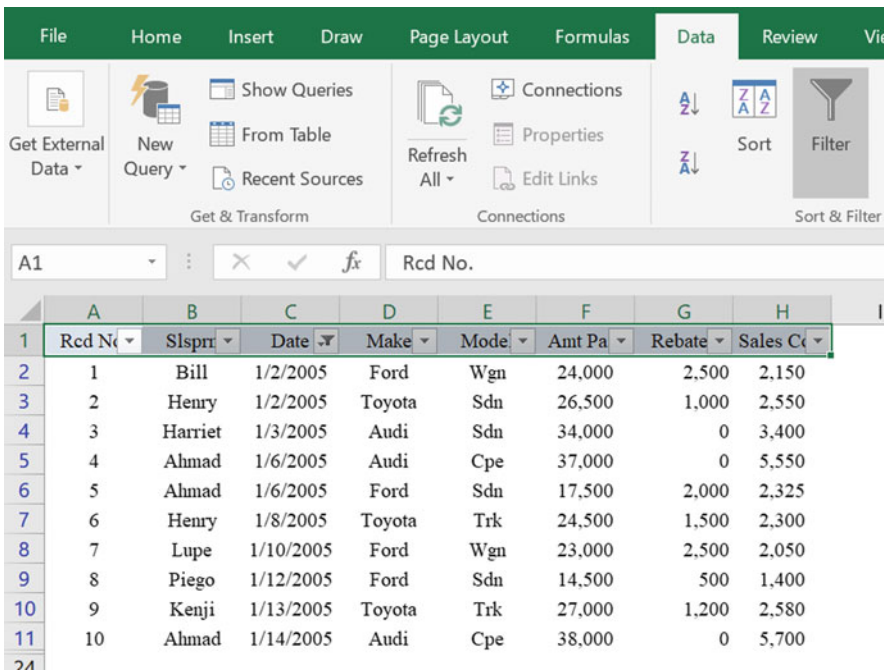 File Home Insert Draw Page Layout Formulas Data Review Vie
Get External Data
New Query
Show Queries
From Table
Recent Sources
Get & Transform
Refresh All
Connections
Properties
Edit Links
Connections
Sort
Filter
Sort & Filter
A1 fx Rcd No.
A B C D E F G H I
1 Rcd No Slsprn Date Make Model Amt Pa Rebate Sales Co
2 1 Bill 1/2/2005 Ford Wgn 24,000 2,500 2,150
3 2 Henry 1/2/2005 Toyota Sdn 26,500 1,000 2,550
4 3 Harriet 1/3/2005 Audi Sdn 34,000 0 3,400
5 4 Ahmad 1/6/2005 Audi Cpe 37,000 0 5,550
6 5 Ahmad 1/6/2005 Ford Sdn 17,500 2,000 2,325
7 6 Henry 1/8/2005 Toyota Trk 24,500 1,500 2,300
8 7 Lupe 1/10/2005 Ford Wgn 23,000 2,500 2,050
9 8 Piego 1/12/2005 Ford Sdn 14,500 500 1,400
10 9 Kenji 1/13/2005 Toyota Trk 27,000 1,200 2,580
11 10 Ahmad 1/14/2005 Audi Cpe 38,000 0 5,700
24